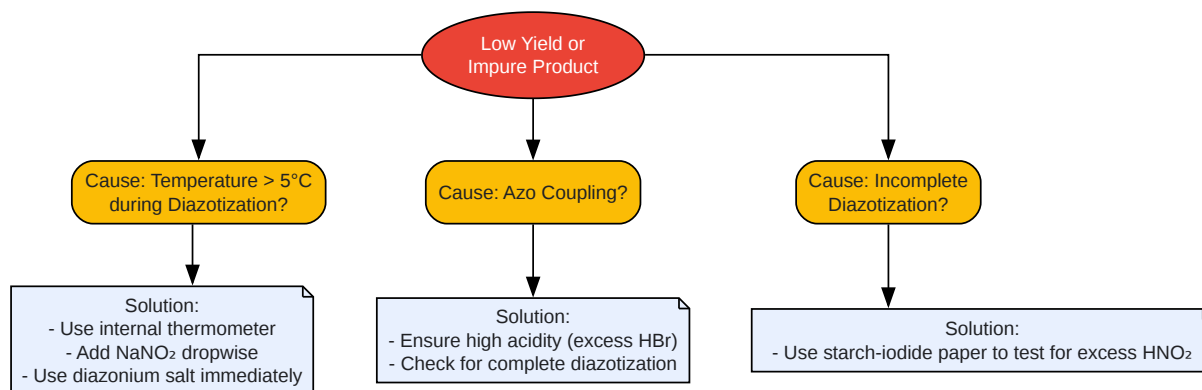 Low Yield or
Impure Product
Cause: Temperature > 5°C
during Diazotization?
Cause: Azo Coupling?
Cause: Incomplete
Diazotization?
Solution:
- Use internal thermometer
- Add NaNO₂ dropwise
- Use diazonium salt immediately
Solution:
- Ensure high acidity (excess HBr)
- Check for complete diazotization
Solution:
- Use starch-iodide paper to test for excess HNO₂